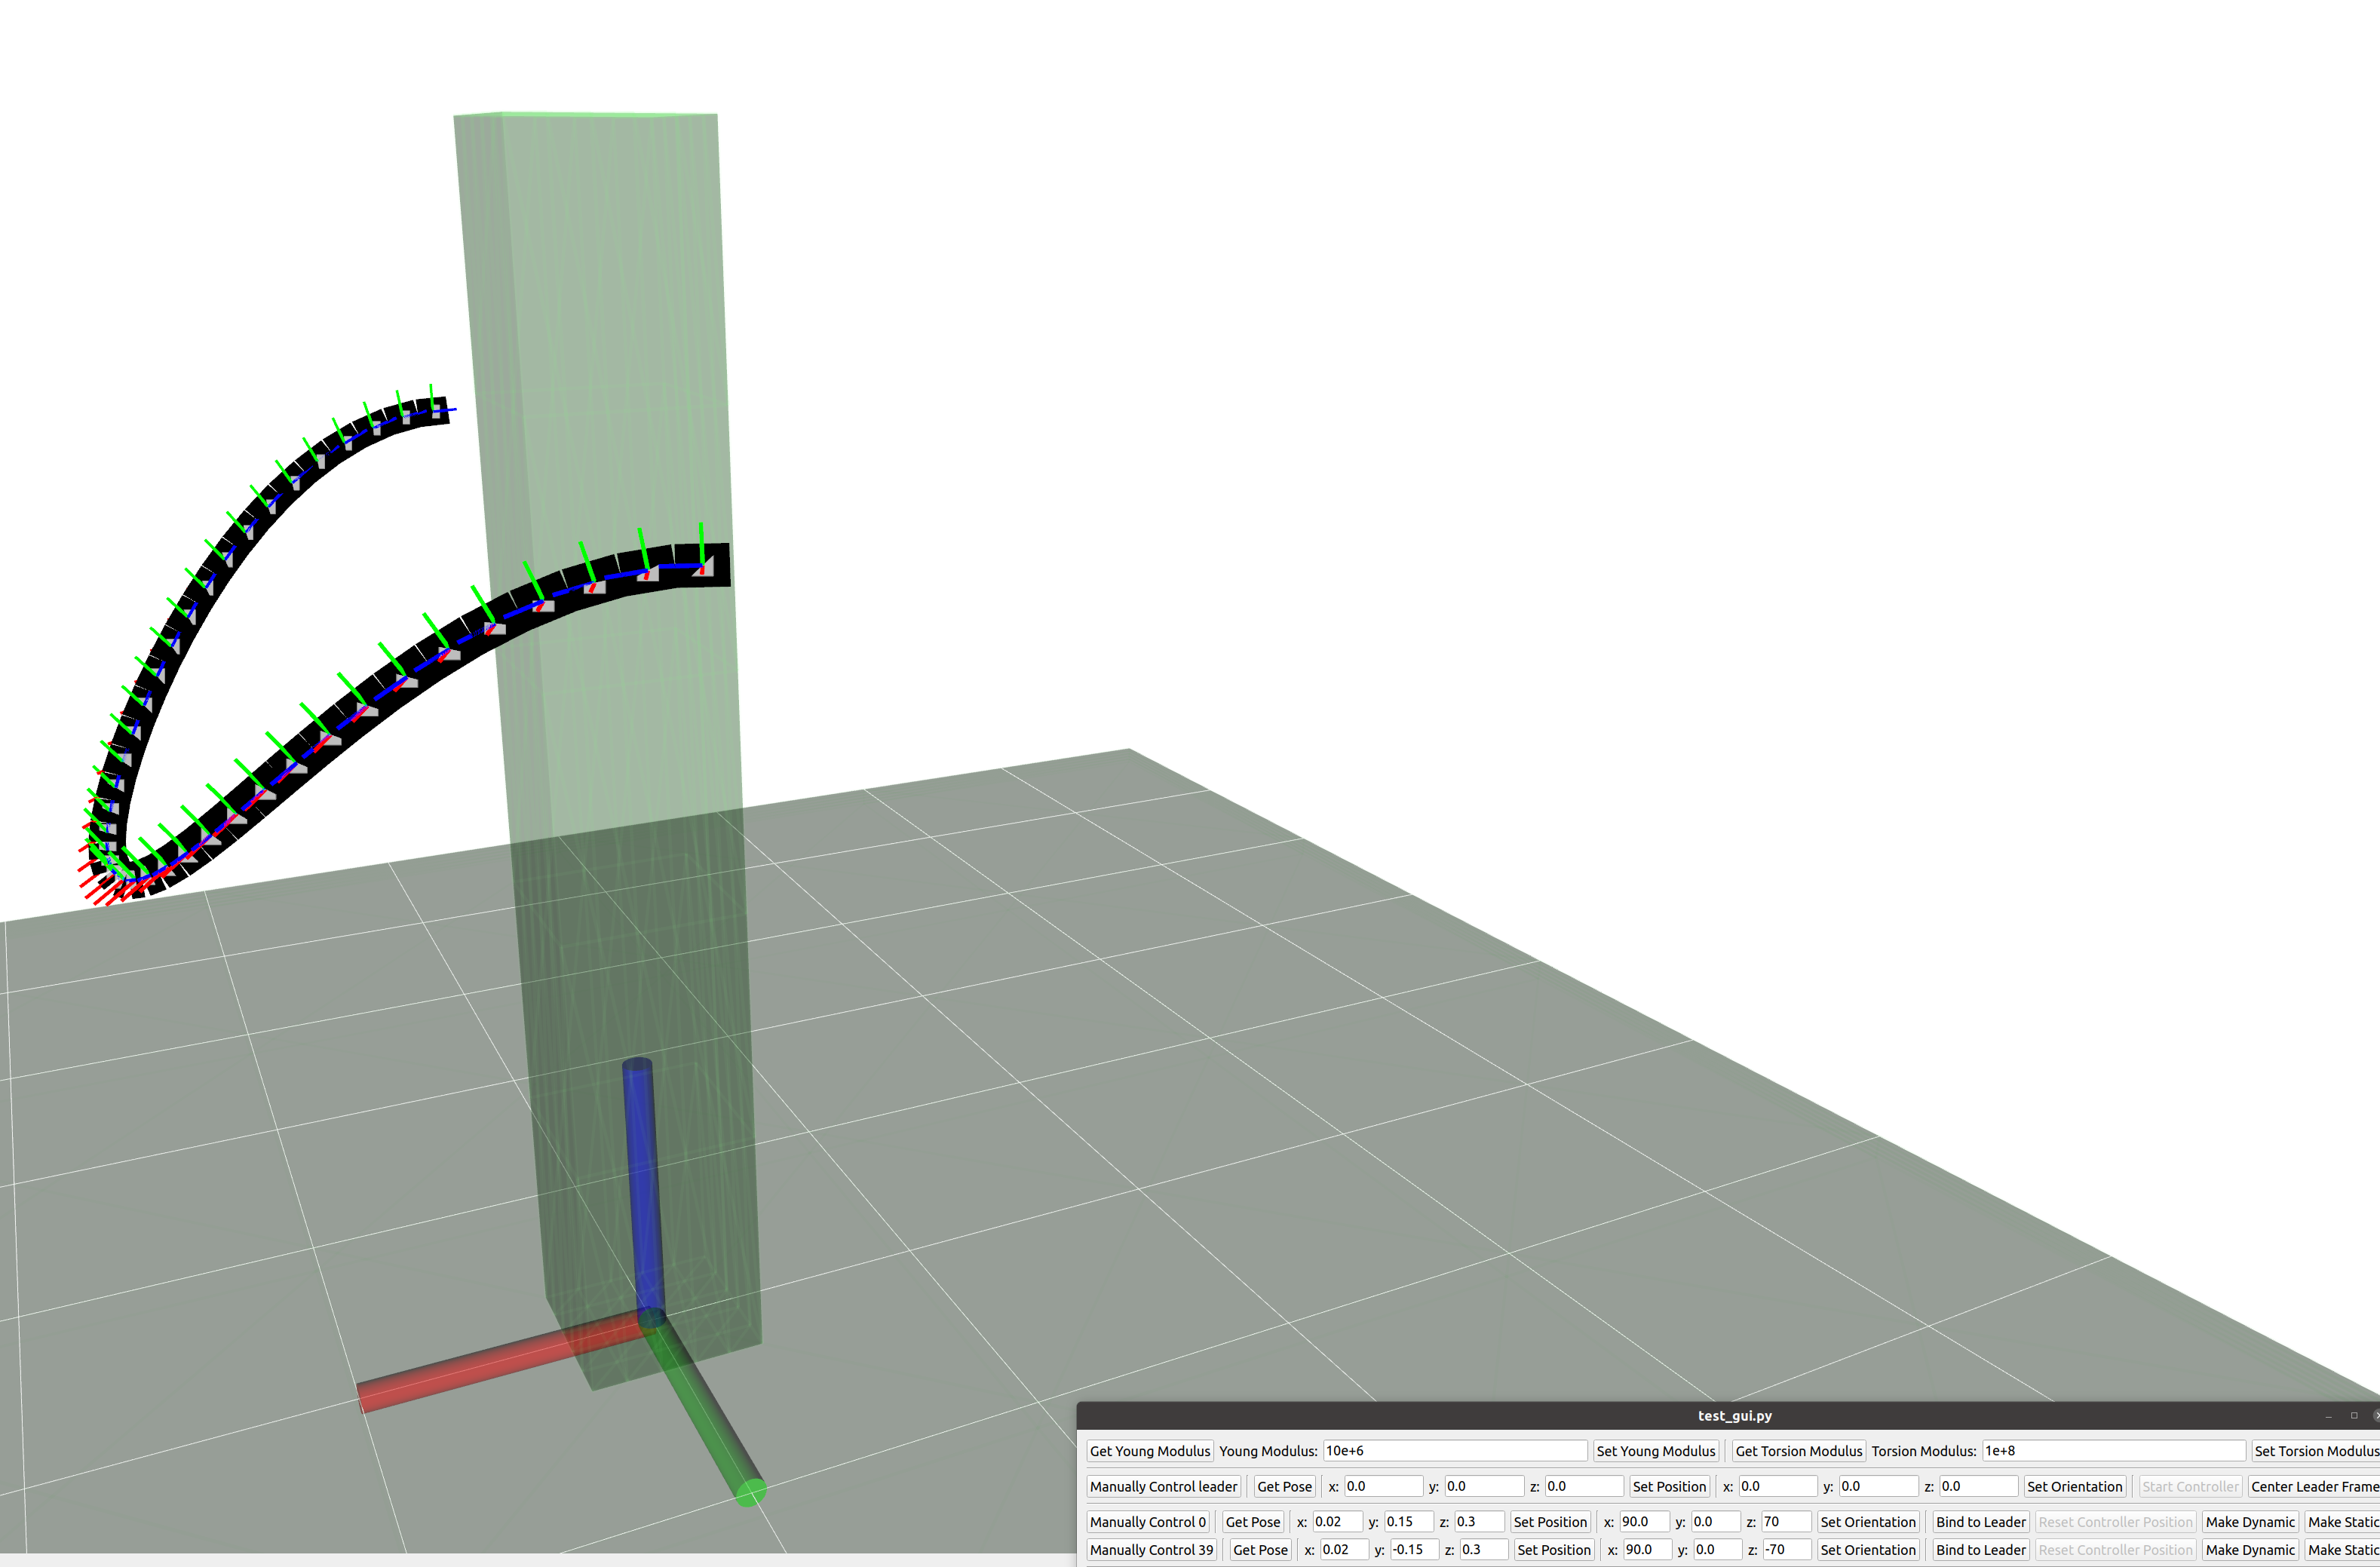 test_gui.py
Get Young Modulus Young Modulus: 10e+6 Set Young Modulus Get Torsion Modulus Torsion Modulus: 1e+8 Set Torsion Modulus
Manually Control leader Get Pose x: 0.0 y: 0.0 z: 0.0 Set Position x: 0.0 y: 0.0 z: 0.0 Set Orientation Start Controller Center Leader Frame
Manually Control 0 Get Pose x: 0.02 y: 0.15 z: 0.3 Set Position x: 90.0 y: 0.0 z: 70 Set Orientation Bind to Leader Reset Controller Position Make Dynamic Make Static
Manually Control 39 Get Pose x: 0.02 y: -0.15 z: 0.3 Set Position x: 90.0 y: 0.0 z: -70 Set Orientation Bind to Leader Reset Controller Position Make Dynamic Make Static